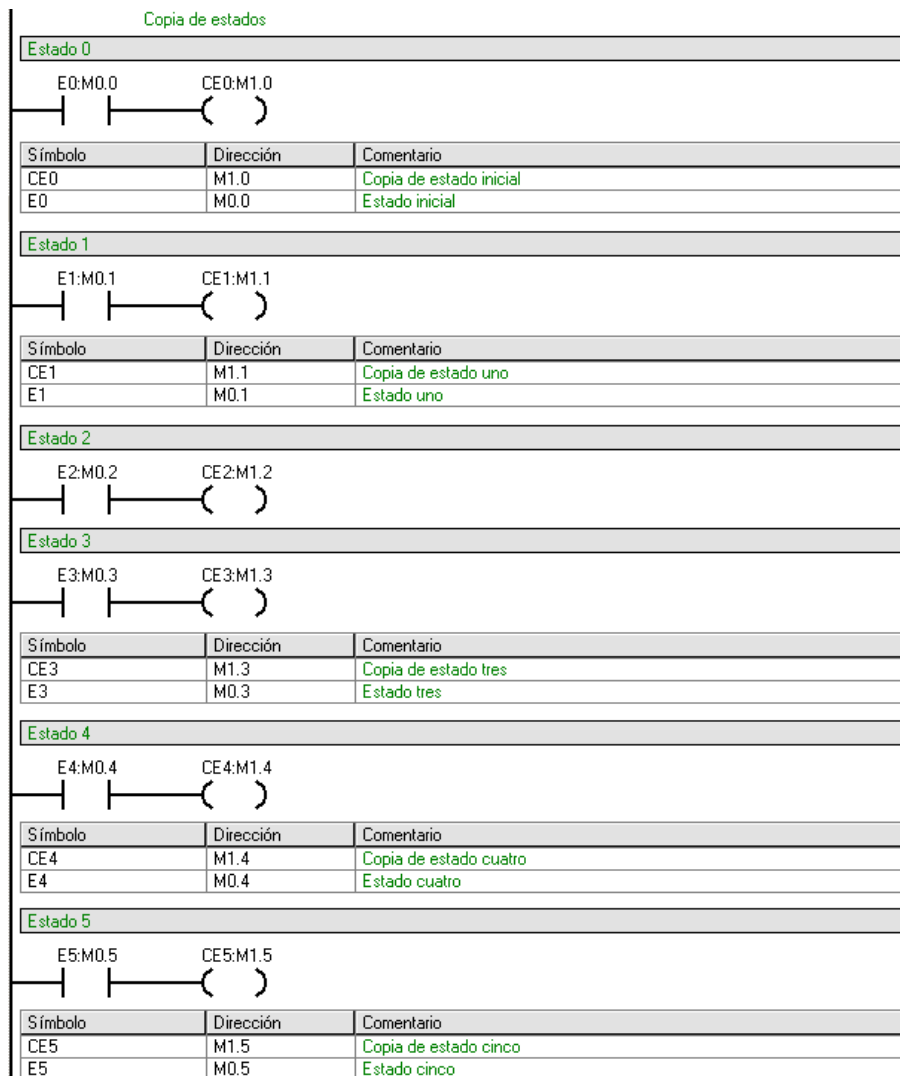 Copia de estados
Estado 0
E0:M0.0 CE0:M1.0
Símbolo Dirección Comentario
CE0 M1.0 Copia de estado inicial
E0 M0.0 Estado inicial
Estado 1
E1:M0.1 CE1:M1.1
Símbolo Dirección Comentario
CE1 M1.1 Copia de estado uno
E1 M0.1 Estado uno
Estado 2
E2:M0.2 CE2:M1.2
Estado 3
E3:M0.3 CE3:M1.3
Símbolo Dirección Comentario
CE3 M1.3 Copia de estado tres
E3 M0.3 Estado tres
Estado 4
E4:M0.4 CE4:M1.4
Símbolo Dirección Comentario
CE4 M1.4 Copia de estado cuatro
E4 M0.4 Estado cuatro
Estado 5
E5:M0.5 CE5:M1.5
Símbolo Dirección Comentario
CE5 M1.5 Copia de estado cinco
E5 M0.5 Estado cinco